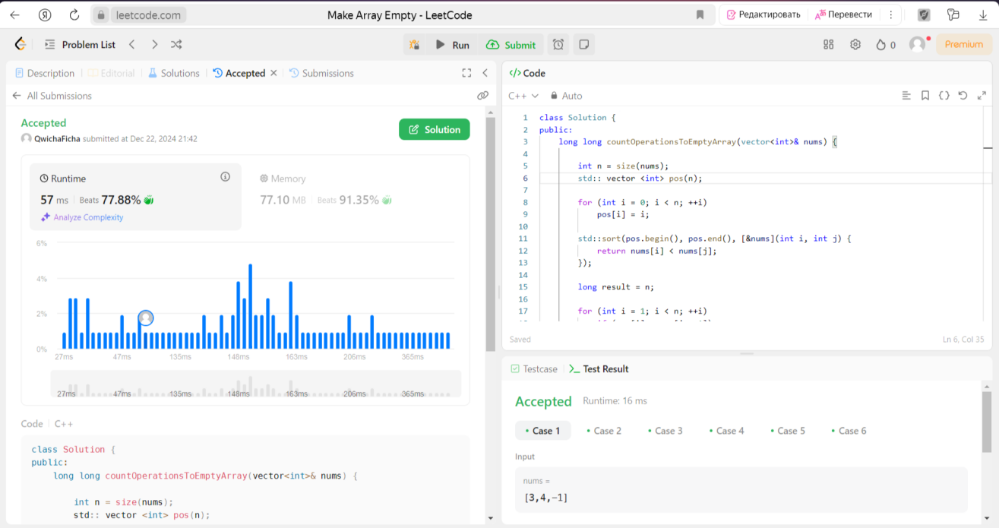 leetcode.com
Make Array Empty - LeetCode
Редактировать
Перевести
Problem List
Run
Submit
0
Premium
Description
Editorial
Solutions
Accepted
Submissions
All Submissions
Accepted
QwichaFicha submitted at Dec 22, 2024 21:42
Solution
Runtime
57 ms Beats 77.88%
Analyze Complexity
Memory
77.10 MB Beats 91.35%
6%
4%
2%
0%
27ms 47ms 135ms 148ms 163ms 206ms 365ms
27ms 47ms 135ms 148ms 163ms 206ms 365ms
Code C++
class Solution {
public:
long long countOperationsToEmptyArray(vector<int>& nums) {
int n = size(nums);
std:: vector <int> pos(n);
</> Code
C++ Auto
1 class Solution {
2 public:
3 long long countOperationsToEmptyArray(vector<int>& nums) {
4
5 int n = size(nums);
6 std:: vector <int> pos(n);
7
8 for (int i = 0; i < n; ++i)
9 pos[i] = i;
10
11 std::sort(pos.begin(), pos.end(), [&nums](int i, int j) {
12 return nums[i] < nums[j];
13 });
14
15 long result = n;
16
17 for (int i = 1; i < n; ++i)
Saved
Ln 6, Col 35
Testcase
>_ Test Result
Accepted Runtime: 16 ms
• Case 1 • Case 2 • Case 3 • Case 4 • Case 5 • Case 6
Input
nums =
[3,4,-1]